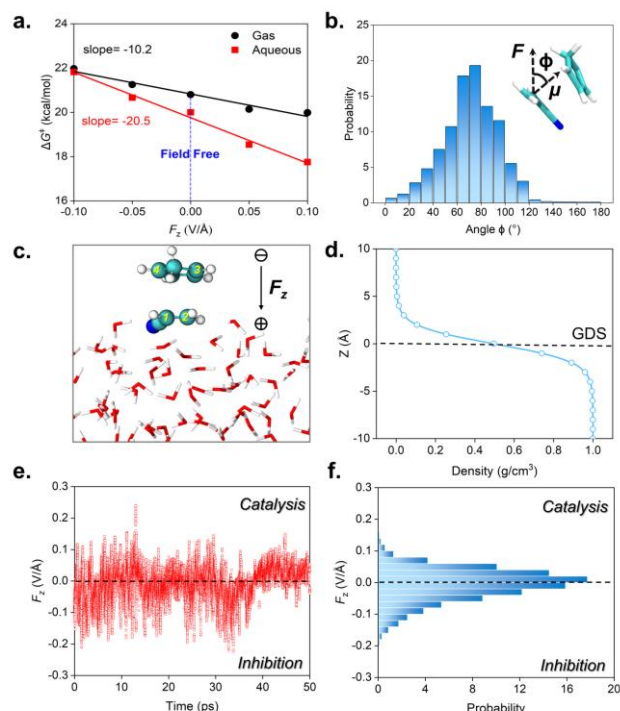 a.
Gas
Aqueous
slope= -10.2
slope= -20.5
Field Free
ΔG‡ (kcal/mol)
24
22
20
18
16
-0.10 -0.05 0.00 0.05 0.10
Fz (V/Å)
b.
F ϕ
μ
Probability
25
20
15
10
5
0
0 20 40 60 80 100 120 140 160 180
Angle ϕ (°)
c.
4 3
1 2
⊖
Fz
⊕
d.
GDS
Z (Å)
10
5
0
-5
-10
0.0 0.2 0.4 0.6 0.8 1.0
Density (g/cm³)
e.
Catalysis
Inhibition
Fz (V/Å)
0.3
0.2
0.1
0.0
-0.1
-0.2
-0.3
0 10 20 30 40 50
Time (ps)
f.
Catalysis
Inhibition
Fz (V/Å)
0.3
0.2
0.1
0.0
-0.1
-0.2
-0.3
0 4 8 12 16 20
Probability